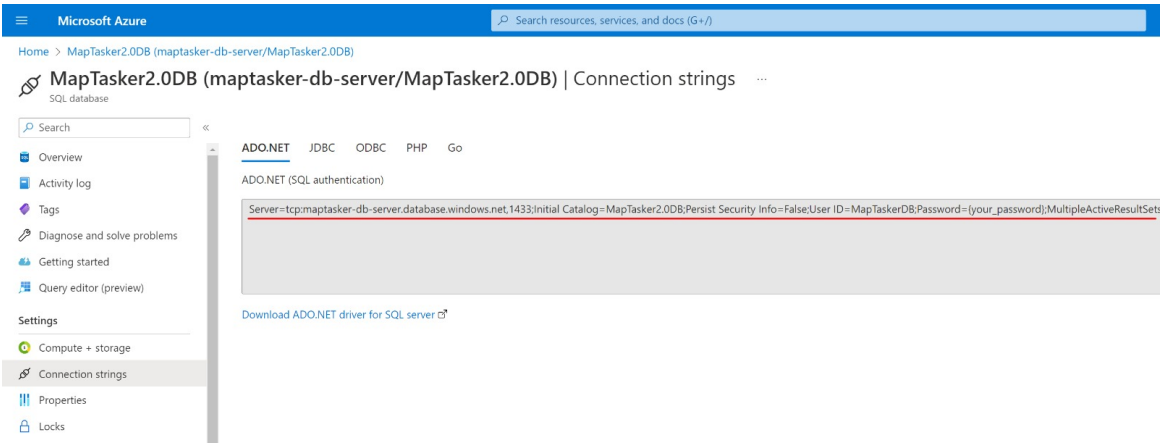 Microsoft Azure
Search resources, services, and docs (G+/)
Home > MapTasker2.0DB (maptasker-db-server/MapTasker2.0DB)
MapTasker2.0DB (maptasker-db-server/MapTasker2.0DB) | Connection strings ...
SQL database
Search
Overview
Activity log
Tags
Diagnose and solve problems
Getting started
Query editor (preview)
Settings
Compute + storage
Connection strings
Properties
Locks
ADO.NET JDBC ODBC PHP Go
ADO.NET (SQL authentication)
Server=tcp:maptasker-db-server.database.windows.net,1433;Initial Catalog=MapTasker2.0DB;Persist Security Info=False;User ID=MapTaskerDB;Password={your_password};MultipleActiveResultSets
Download ADO.NET driver for SQL server